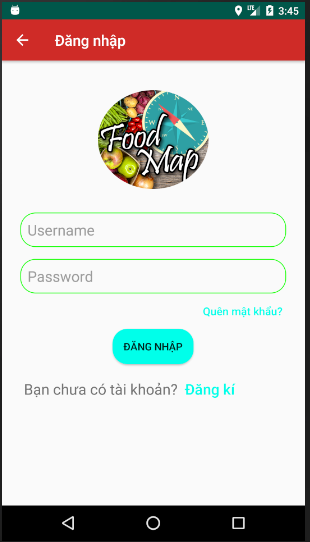 LTE 3:45
Đăng nhập
Food
Map
Username
Password
Quên mật khẩu?
ĐĂNG NHẬP
Bạn chưa có tài khoản? Đăng kí